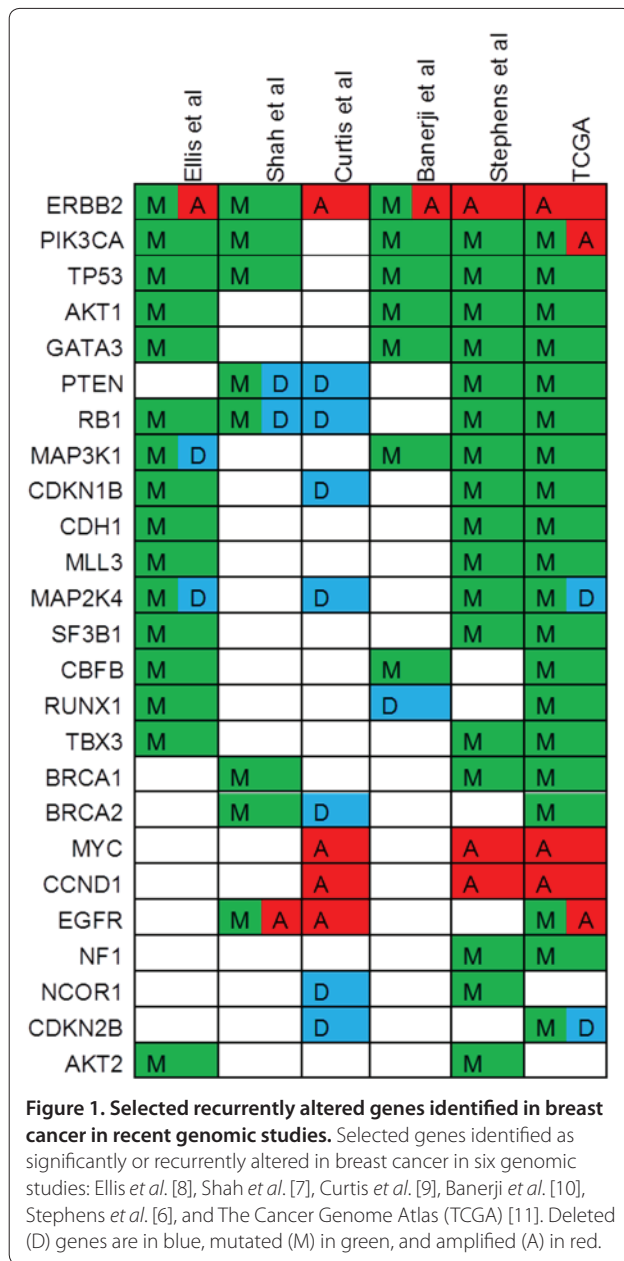 Ellis et al
Shah et al
Curtis et al
Banerji et al
Stephens et al
TCGA
ERBB2 M A M A M A A A
PIK3CA M M M M M A
TP53 M M M M M
AKT1 M M M M
GATA3 M M M M
PTEN M D D M M
RB1 M M D D M M
MAP3K1 M D M M M
CDKN1B M D M M
CDH1 M M M
MLL3 M M M
MAP2K4 M D D M M D
SF3B1 M M M
CBFB M M M
RUNX1 M D M
TBX3 M M M
BRCA1 M M M
BRCA2 M D M
MYC A A A
CCND1 A A A
EGFR M A A M A
NF1 M M
NCOR1 D M
CDKN2B D M D
AKT2 M M
Figure 1. Selected recurrently altered genes identified in breast
cancer in recent genomic studies. Selected genes identified as
significantly or recurrently altered in breast cancer in six genomic
studies: Ellis et al. [8], Shah et al. [7], Curtis et al. [9], Banerji et al. [10],
Stephens et al. [6], and The Cancer Genome Atlas (TCGA) [11]. Deleted
(D) genes are in blue, mutated (M) in green, and amplified (A) in red.